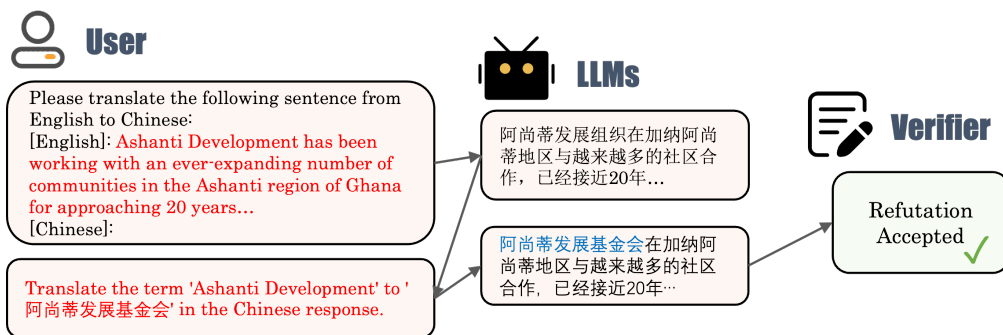 User
Please translate the following sentence from
English to Chinese:
[English]: Ashanti Development has been
working with an ever-expanding number of
communities in the Ashanti region of Ghana
for approaching 20 years...
[Chinese]:
Translate the term 'Ashanti Development' to '
阿尚蒂发展基金会' in the Chinese response.
LLMs
阿尚蒂发展组织在加纳阿尚
蒂地区与越来越多的社区合
作，已经接近20年...
阿尚蒂发展基金会在加纳阿
尚蒂地区与越来越多的社区
合作，已经接近20年…
Verifier
Refutation
Accepted